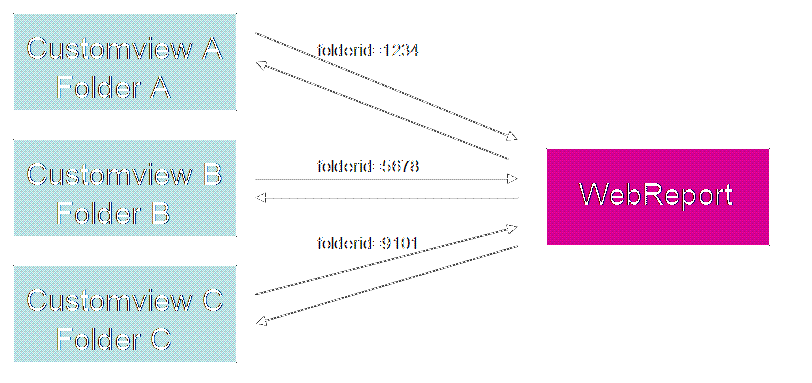 Customview A
Folder A
folderid=1234
Customview B
Folder B
folderid=5678
WebReport
folderid=9101
Customview C
Folder C